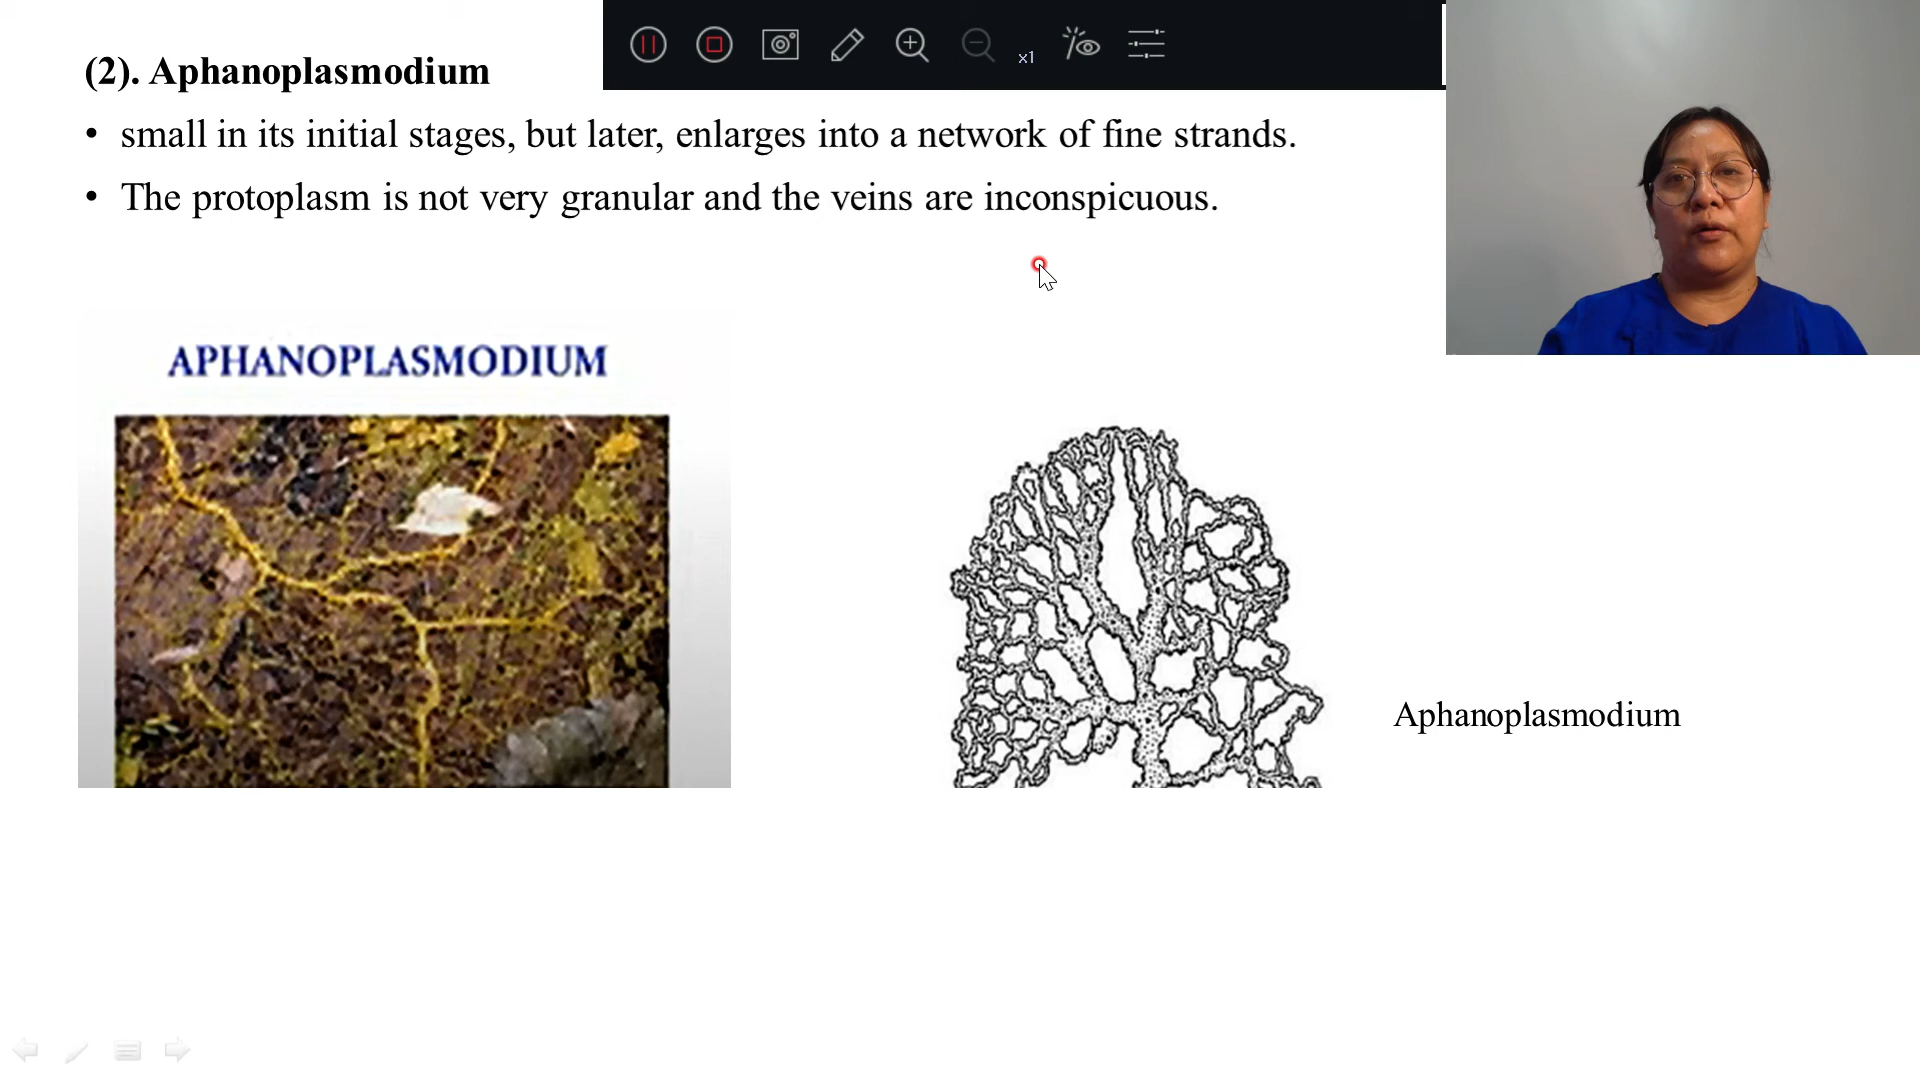 (2). Aphanoplasmodium
• small in its initial stages, but later, enlarges into a network of fine strands.
• The protoplasm is not very granular and the veins are inconspicuous.
x1
APHANOPLASMODIUM
Aphanoplasmodium